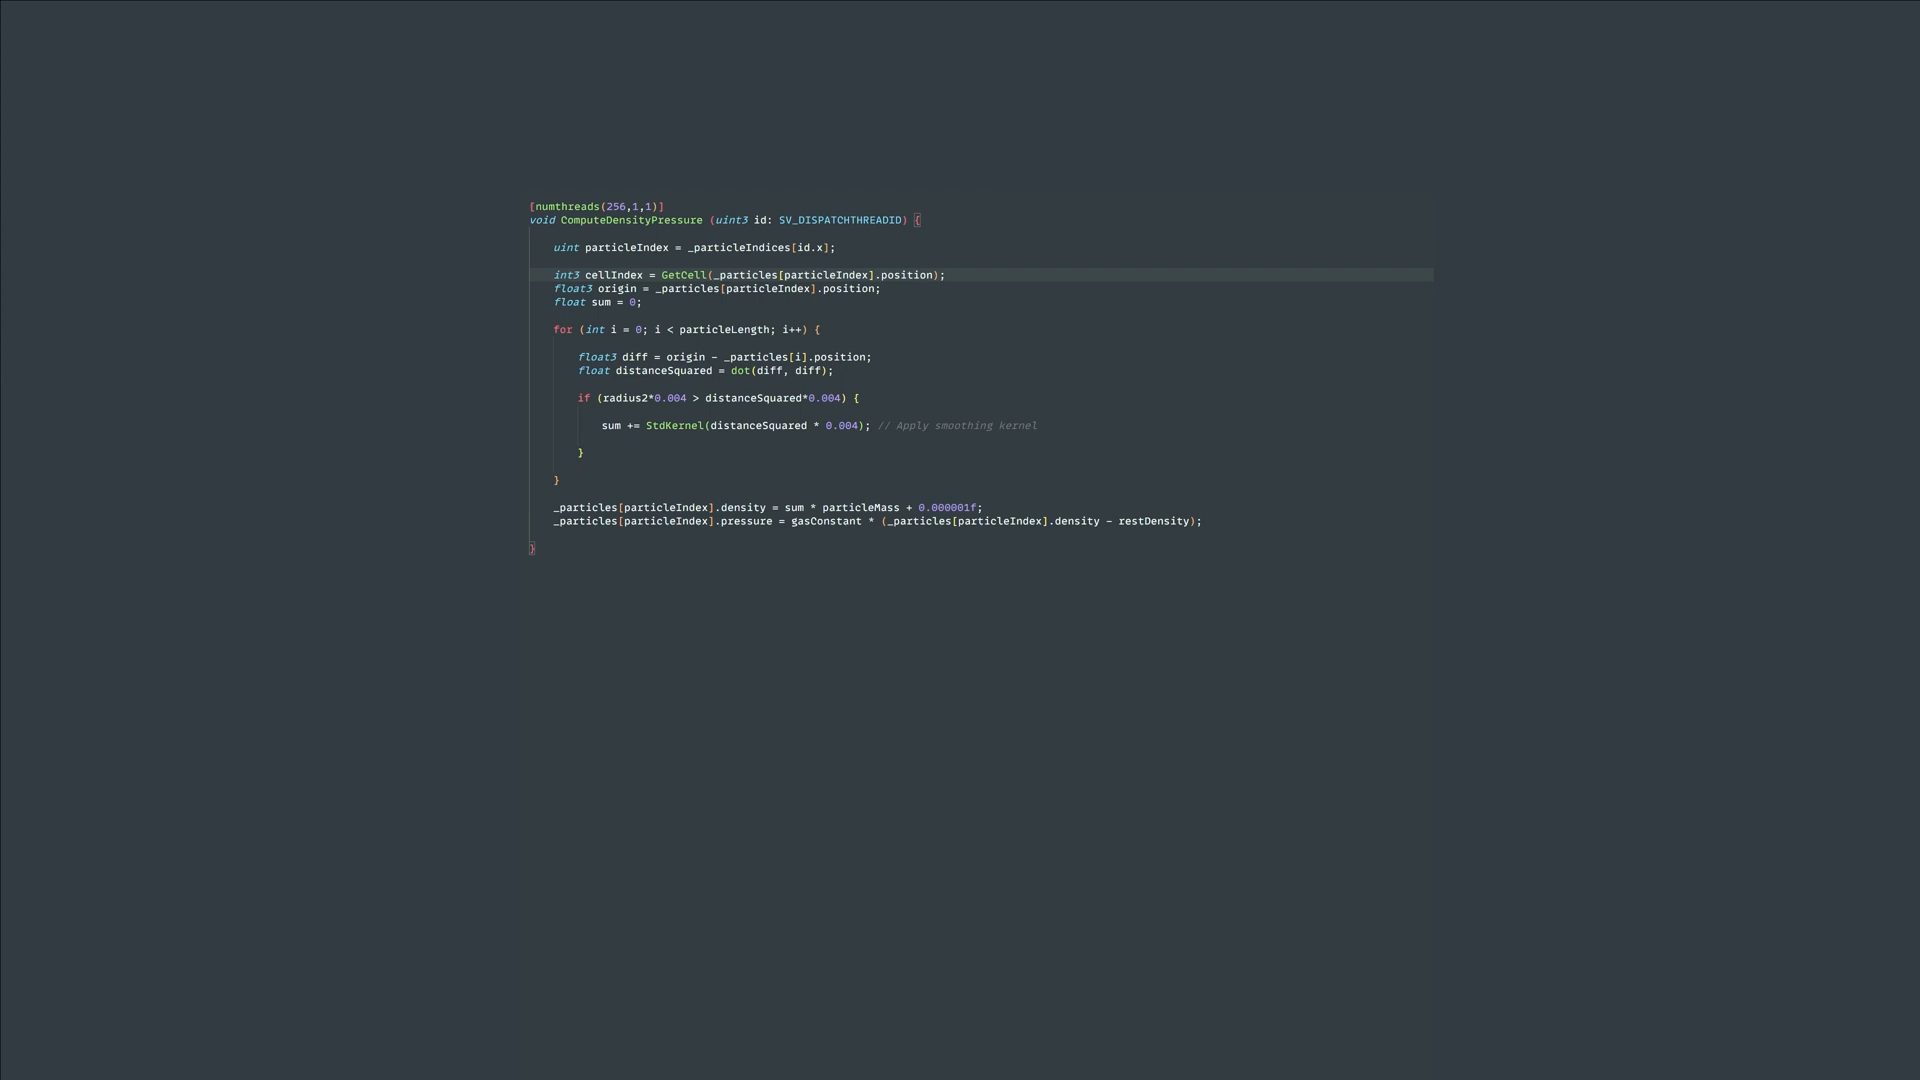 [numthreads(256,1,1)]
void ComputeDensityPressure (uint3 id: SV_DISPATCHTHREADID) {
uint particleIndex = _particleIndices[id.x];
int3 cellIndex = GetCell(_particles[particleIndex].position);
float3 origin = _particles[particleIndex].position;
float sum = 0;
for (int i = 0; i < particleLength; i++) {
float3 diff = origin - _particles[i].position;
float distanceSquared = dot(diff, diff);
if (radius2*0.004 > distanceSquared*0.004) {
sum += StdKernel(distanceSquared * 0.004); // Apply smoothing kernel
}
}
_particles[particleIndex].density = sum * particleMass + 0.000001f;
_particles[particleIndex].pressure = gasConstant * (_particles[particleIndex].density - restDensity);
}